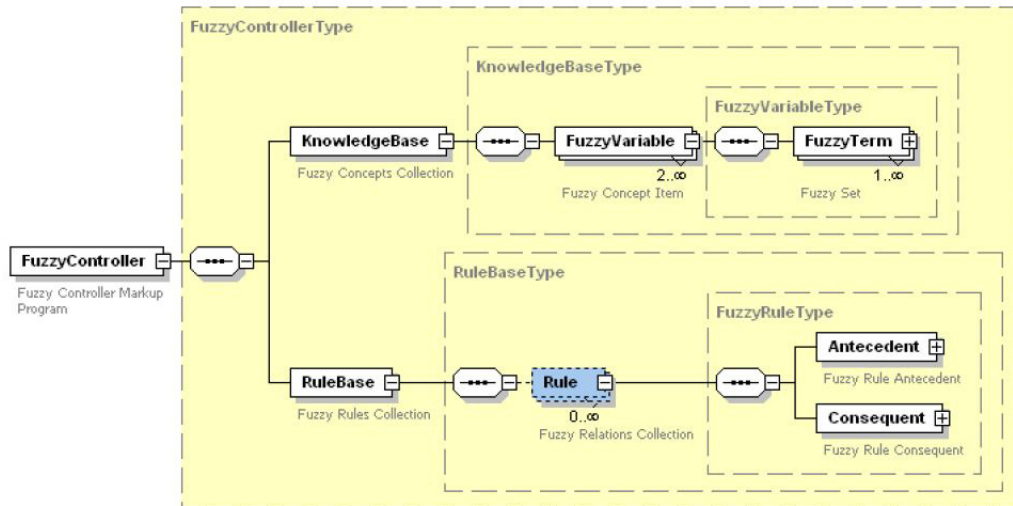 FuzzyControllerType
KnowledgeBaseType
FuzzyVariableType
KnowledgeBase
FuzzyVariable
FuzzyTerm
2..∞
1..∞
Fuzzy Concepts Collection
Fuzzy Concept Item
Fuzzy Set
FuzzyController
Fuzzy Controller Markup
Program
RuleBaseType
FuzzyRuleType
Antecedent
Fuzzy Rule Antecedent
RuleBase
Rule
0..∞
Fuzzy Rules Collection
Fuzzy Relations Collection
Consequent
Fuzzy Rule Consequent